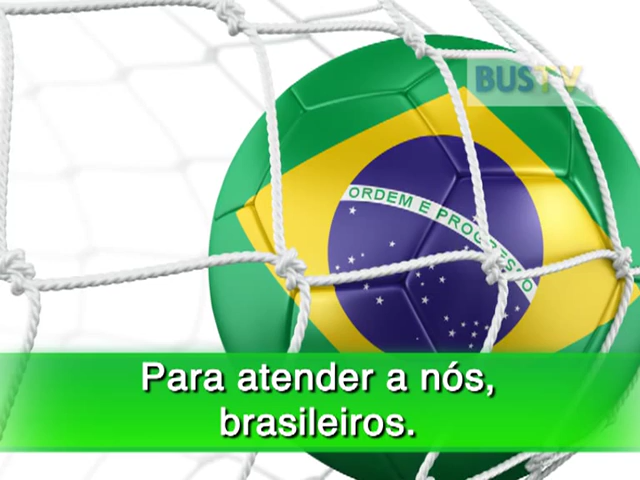 BUSTV
ORDEM E PROGRESSO
Para atender a nós,
brasileiros.